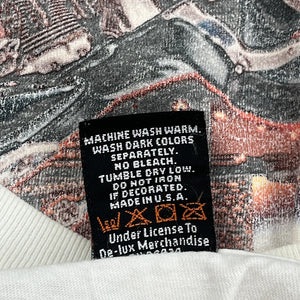 MACHINE WASH WARM.
WASH DARK COLORS
SEPARATELY.
NO BLEACH.
TUMBLE DRY LOW.
DO NOT IRON
IF DECORATED.
MADE IN U.S.A.
Under License To
De-lux Merchandise